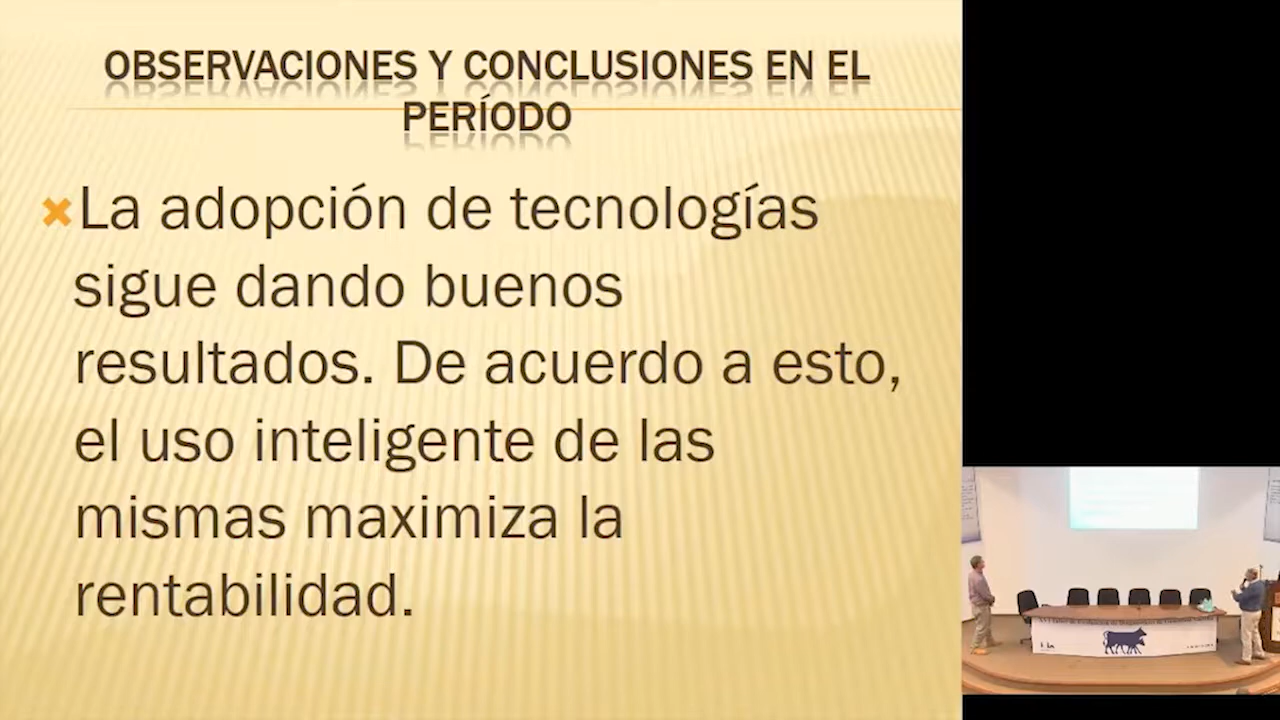 OBSERVACIONES Y CONCLUSIONES EN EL
PERÍODO
La adopción de tecnologías
sigue dando buenos
resultados. De acuerdo a esto,
el uso inteligente de las
mismas maximiza la
rentabilidad.